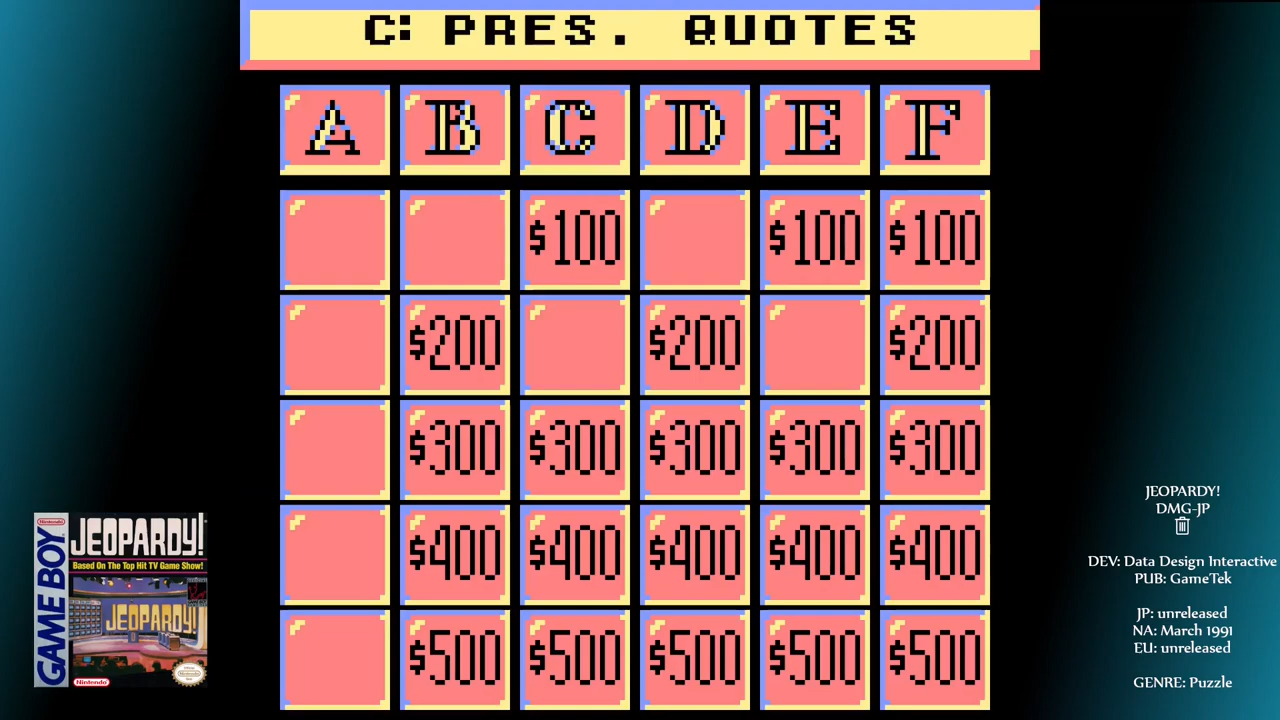 C: PRES. QUOTES
A B C D E F
$100 $100 $100
$200 $200 $200
$300 $300 $300 $300 $300
$400 $400 $400 $400 $400
$500 $500 $500 $500 $500
Nintendo
GAME BOY
JEOPARDY!
Based On The Top Hit TV Game Show!
JEOPARDY!
Nintendo
JEOPARDY!
DMG-JP
DEV: Data Design Interactive
PUB: GameTek
JP: unreleased
NA: March 1991
EU: unreleased
GENRE: Puzzle